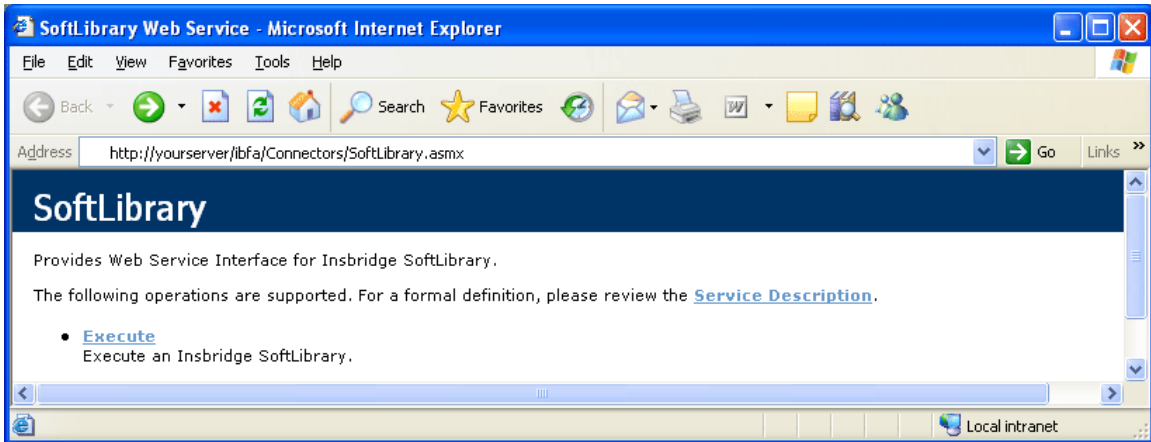 SoftLibrary Web Service - Microsoft Internet Explorer
File Edit View Favorites Tools Help
Back Search Favorites W
Address http://yourserver/ibfa/Connectors/SoftLibrary.asmx Go Links »
SoftLibrary
Provides Web Service Interface for Insbridge SoftLibrary.
The following operations are supported. For a formal definition, please review the Service Description.
• Execute
Execute an Insbridge SoftLibrary.
Local intranet